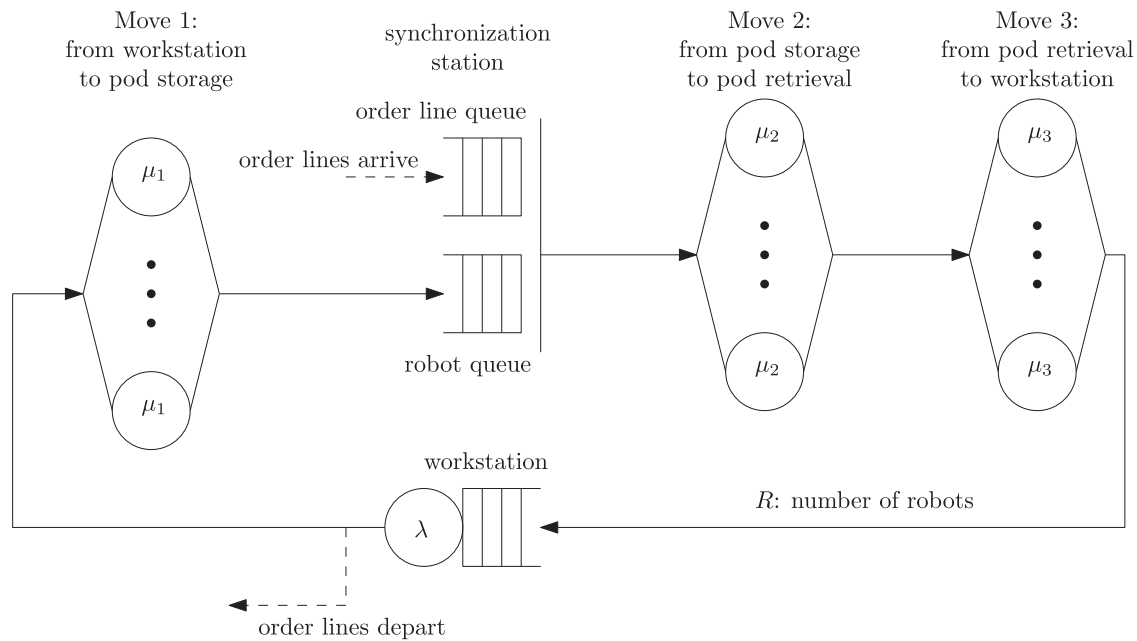 Move 1:
from workstation
to pod storage
synchronization
station
Move 2:
from pod storage
to pod retrieval
Move 3:
from pod retrieval
to workstation
order line queue
order lines arrive
robot queue
μ1
μ1
μ2
μ2
μ3
μ3
workstation
λ
R: number of robots
order lines depart